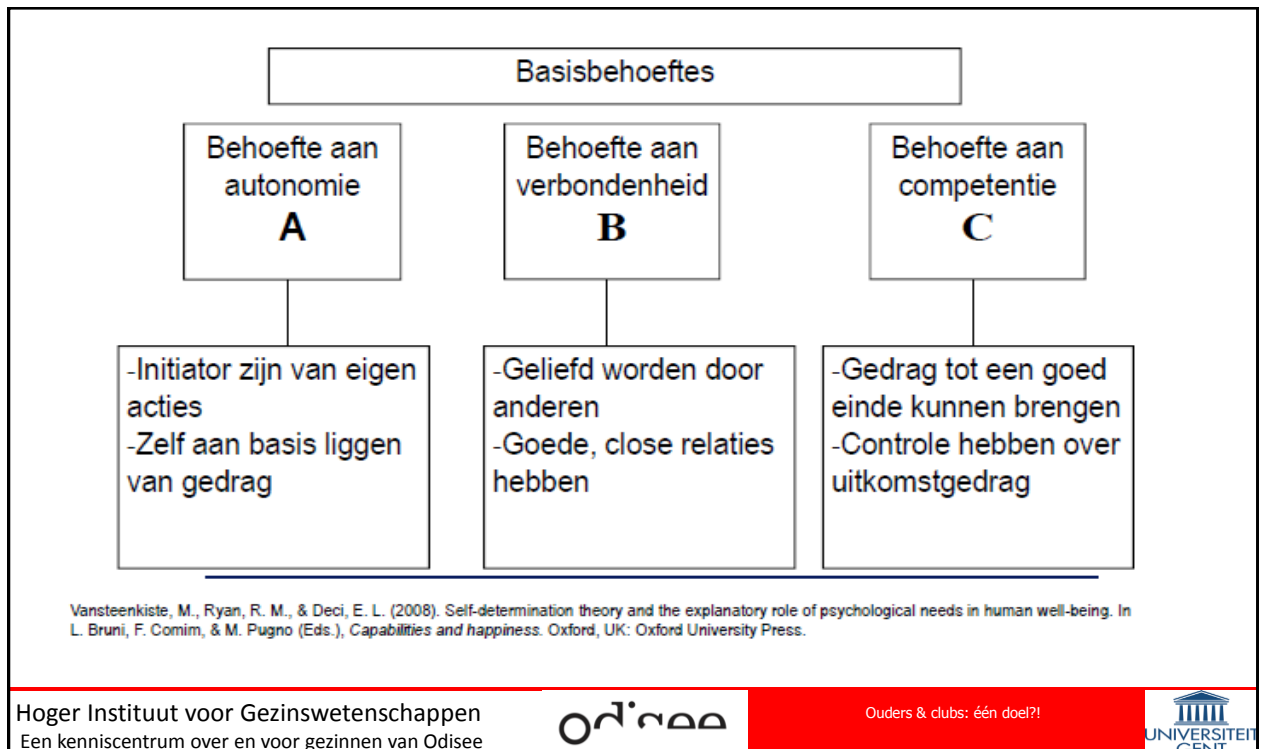 Basisbehoeftes
Behoefte aan
autonomie
A
Behoefte aan
verbondenheid
B
Behoefte aan
competentie
C
-Initiator zijn van eigen
acties
-Zelf aan basis liggen
van gedrag
-Geliefd worden door
anderen
-Goede, close relaties
hebben
-Gedrag tot een goed
einde kunnen brengen
-Controle hebben over
uitkomstgedrag
Vansteenkiste, M., Ryan, R. M., & Deci, E. L. (2008). Self-determination theory and the explanatory role of psychological needs in human well-being. In
L. Bruni, F. Comim, & M. Pugno (Eds.), Capabilities and happiness. Oxford, UK: Oxford University Press.
Hoger Instituut voor Gezinswetenschappen
Een kenniscentrum over en voor gezinnen van Odisee
odisee
Ouders & clubs: één doel?!
UNIVERSITEIT
GENT